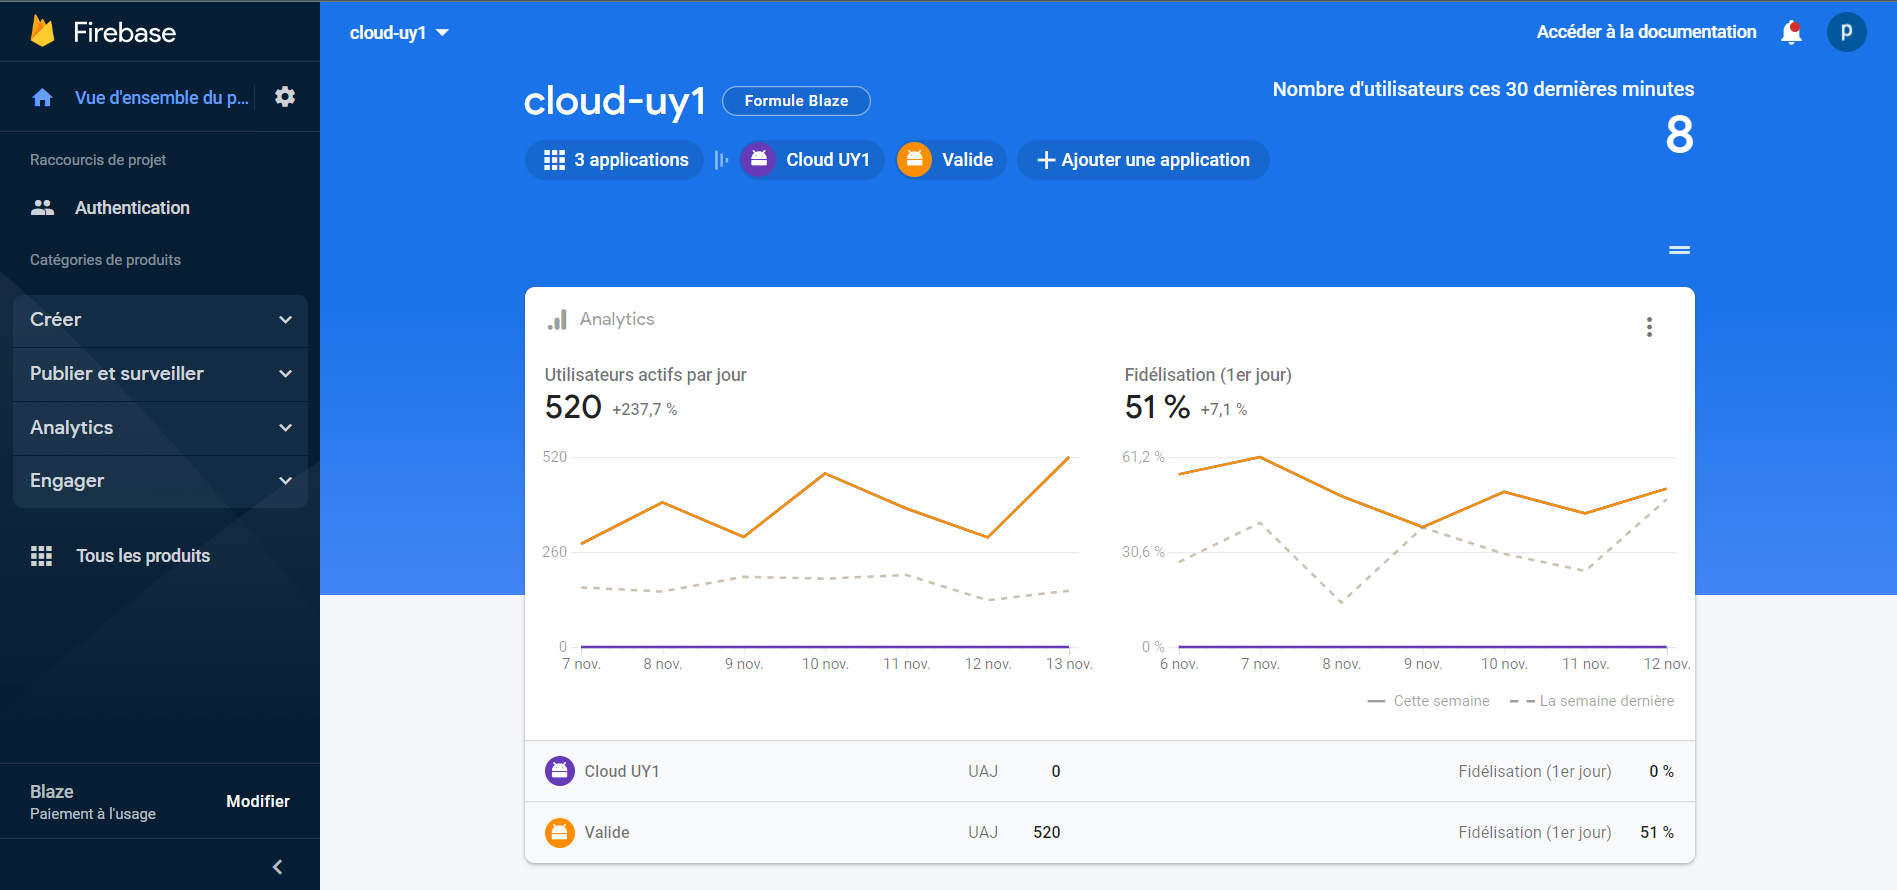 Firebase
cloud-uy1
Accéder à la documentation
p
Vue d'ensemble du p...
cloud-uy1
Formule Blaze
Nombre d'utilisateurs ces 30 dernières minutes
8
Raccourcis de projet
3 applications
Cloud UY1
Valide
Ajouter une application
Authentication
Catégories de produits
Créer
Publier et surveiller
Analytics
Engager
Tous les produits
Blaze
Paiement à l'usage
Modifier
Analytics
Utilisateurs actifs par jour
520 +237,7 %
520
260
0
7 nov. 8 nov. 9 nov. 10 nov. 11 nov. 12 nov. 13 nov.
Fidélisation (1er jour)
51 % +7,1 %
61,2 %
30,6 %
0 %
6 nov. 7 nov. 8 nov. 9 nov. 10 nov. 11 nov. 12 nov.
Cette semaine La semaine dernière
Cloud UY1 UAJ 0 Fidélisation (1er jour) 0 %
Valide UAJ 520 Fidélisation (1er jour) 51 %